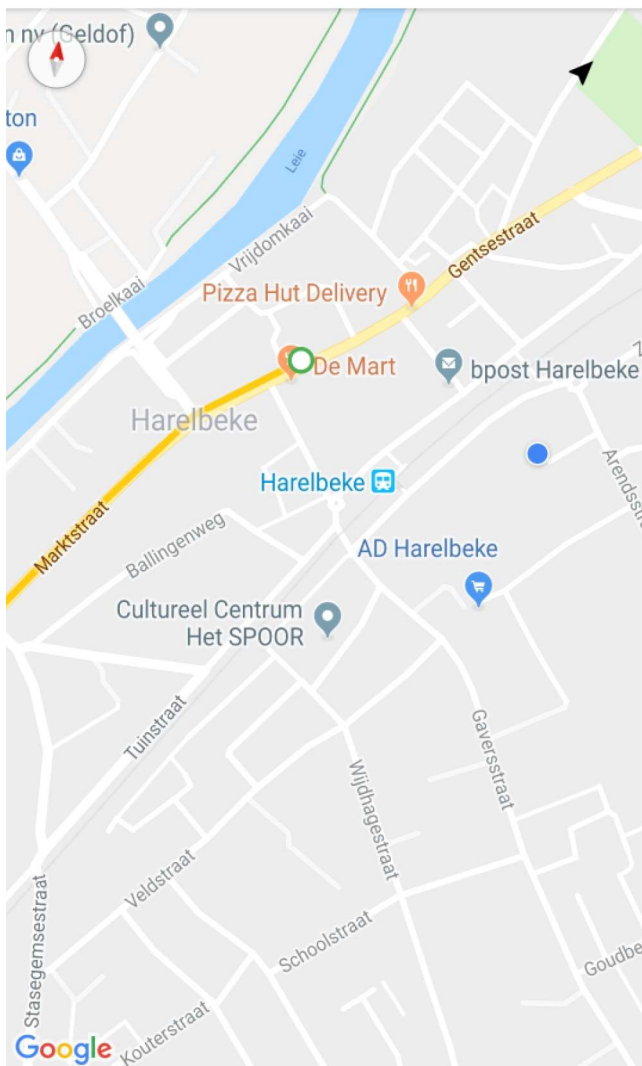 n nv (Geldof)
ton
Leie
Vrijdomkaai
Broelkaai
Gentsestraat
Pizza Hut Delivery
De Mart
bpost Harelbeke
Harelbeke
Harelbeke
Arendsstr
Marktstraat
Ballingenweg
AD Harelbeke
Cultureel Centrum
Het SPOOR
Tuinstraat
Gaversstraat
Wijdhagestraat
Veldstraat
Schoolstraat
Stasegemsestraat
Goudbe
Kouterstraat
Google